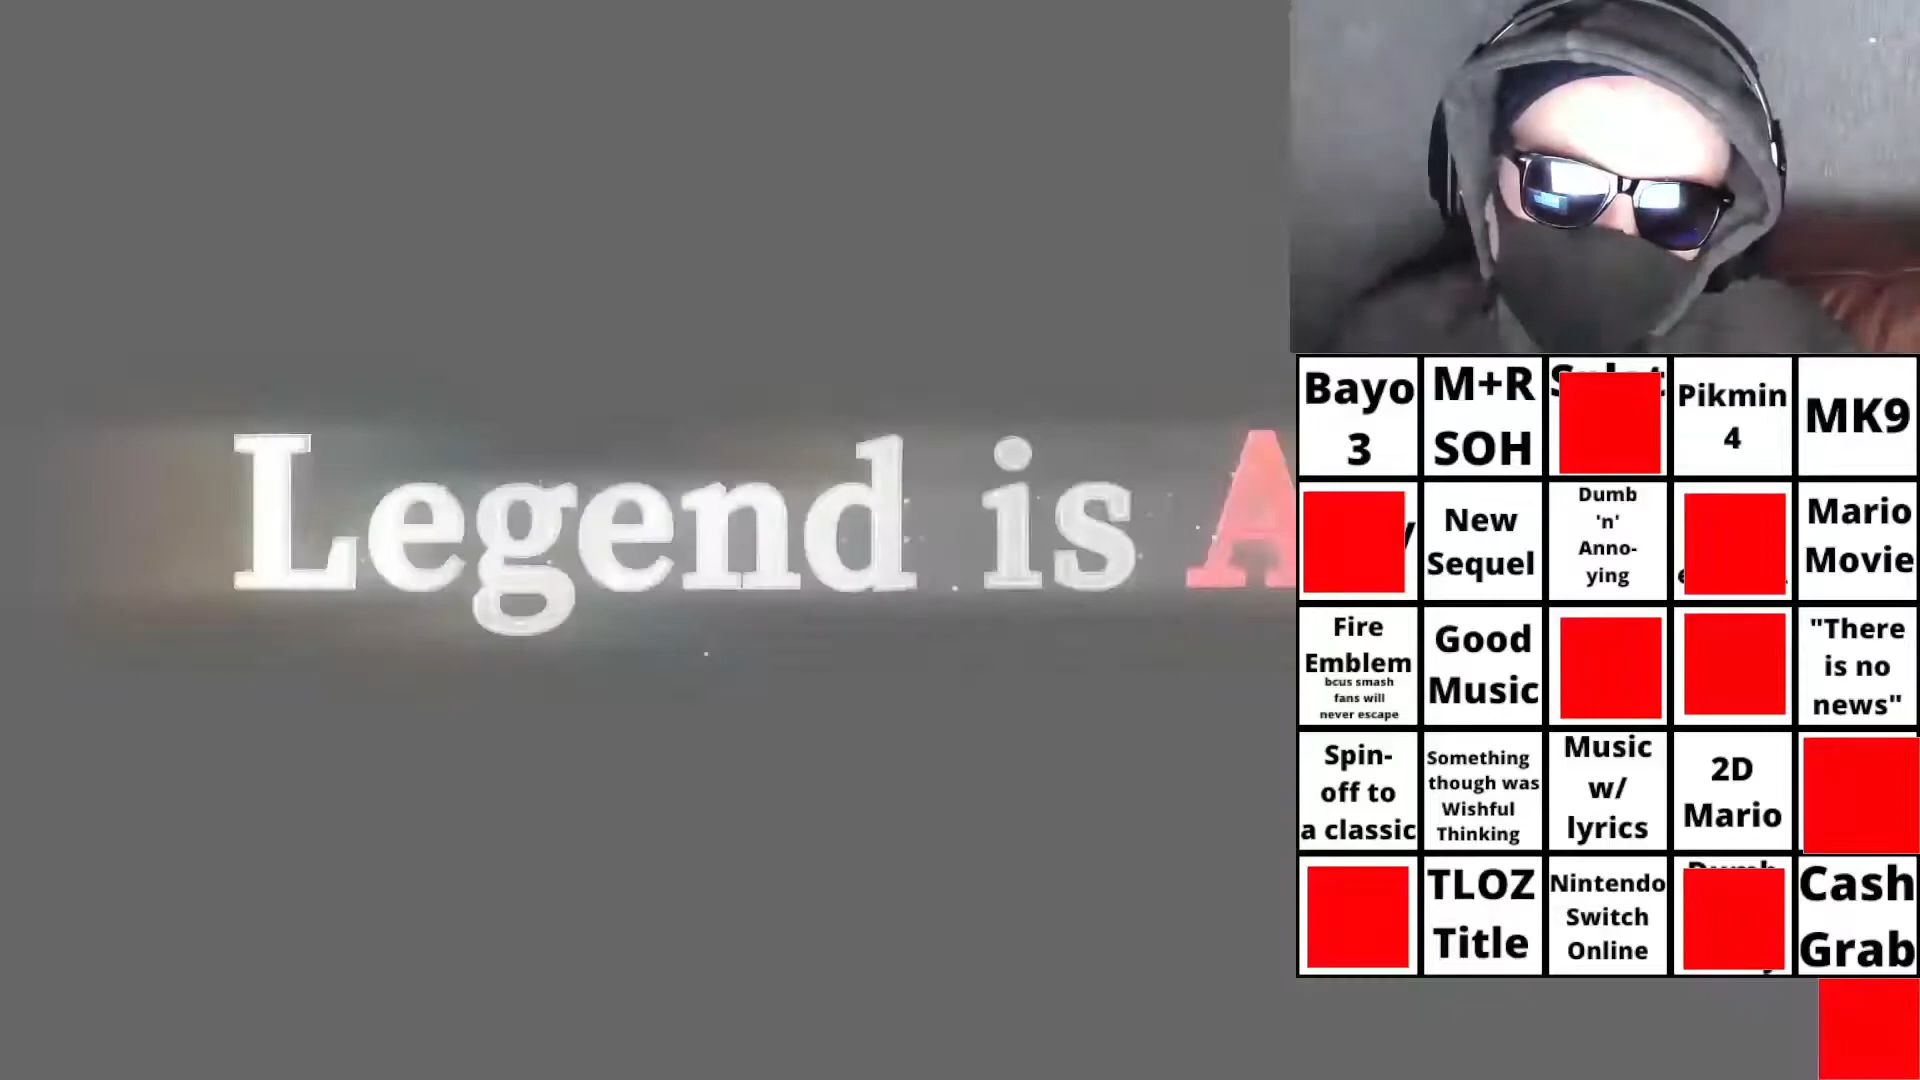 Legend is A
Bayo
3
M+R
SOH
Pikmin
4
MK9
New
Sequel
Dumb
'n'
Anno-
ying
Mario
Movie
Fire
Emblem
bcus smash
fans will
never escape
Good
Music
"There
is no
news"
Spin-
off to
a classic
Something
though was
Wishful
Thinking
Music
w/
lyrics
2D
Mario
TLOZ
Title
Nintendo
Switch
Online
Cash
Grab